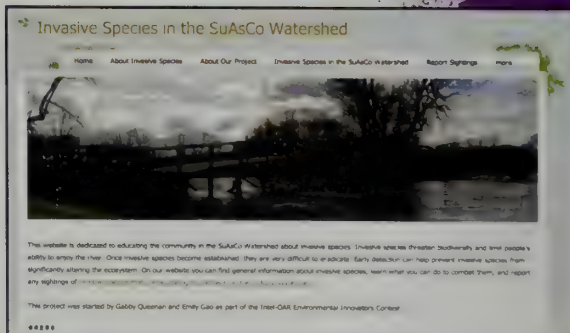 Invasive Species in the SuAsCo Watershed
Home About Invasive Species About Our Project Invasive Species in the SuAsCo Watershed Report Sightings more
This website is dedicated to educating the community in the SuAsCo Watershed about invasive species. Invasive species threaten biodiversity and limit people's
ability to enjoy the river. Once invasive species become established, they are very difficult to eradicate. Early detection can help prevent invasive species from
significantly altering the ecosystem. On our website you can find general information about invasive species, learn what you can do to combat them, and report
any sightings of
This project was started by Gabby Queenan and Emily Gao as part of the Intel-OAR Environmental Innovators Contest